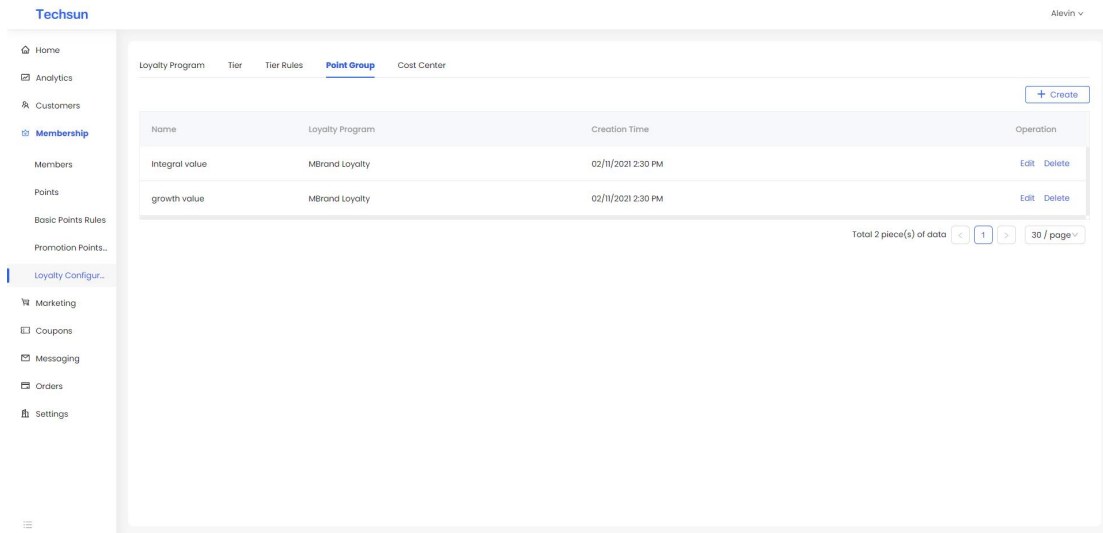 Techsun
Alevin
Home
Analytics
Customers
Membership
Members
Points
Basic Points Rules
Promotion Points...
Loyalty Configur...
Marketing
Coupons
Messaging
Orders
Settings
Loyalty Program Tier Tier Rules Point Group Cost Center
+ Create
Name Loyalty Program Creation Time Operation
Integral value MBrand Loyalty 02/11/2021 2:30 PM Edit Delete
growth value MBrand Loyalty 02/11/2021 2:30 PM Edit Delete
Total 2 piece(s) of data < 1 > 30 / page